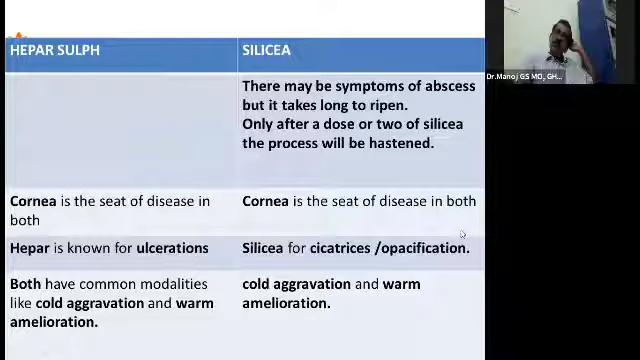 HEPAR SULPH
SILICEA
There may be symptoms of abscess
but it takes long to ripen.
Only after a dose or two of silicea
the process will be hastened.
Cornea is the seat of disease in
both
Cornea is the seat of disease in both
Hepar is known for ulcerations
Silicea for cicatrices /opacification.
Both have common modalities
like cold aggravation and warm
amelioration.
cold aggravation and warm
amelioration.
Dr.Manoj GS MO, GH...